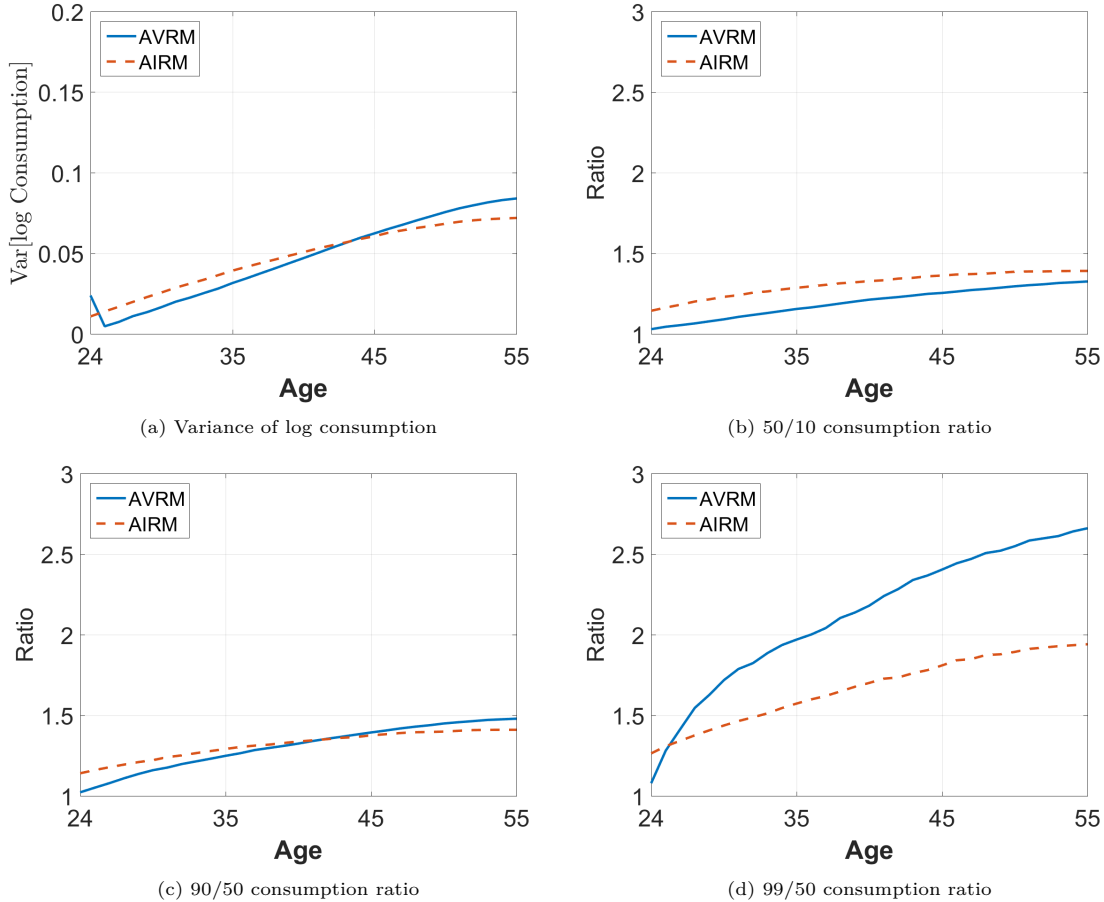 0.2
0.15
0.1
0.05
0
Var[log Consumption]
AVRM
AIRM
24
35
45
55
Age
(a) Variance of log consumption
3
2.5
2
1.5
1
Ratio
AVRM
AIRM
24
35
45
55
Age
(b) 50/10 consumption ratio
3
2.5
2
1.5
1
Ratio
AVRM
AIRM
24
35
45
55
Age
(c) 90/50 consumption ratio
3
2.5
2
1.5
1
Ratio
AVRM
AIRM
24
35
45
55
Age
(d) 99/50 consumption ratio